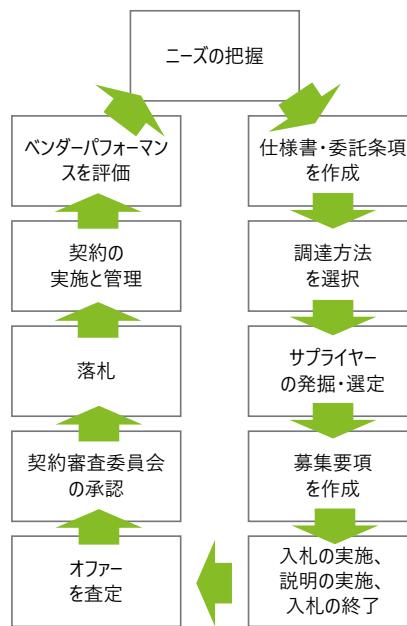 ニーズの把握
仕様書・委託条項
を作成
調達方法
を選択
サプライヤー
の発掘・選定
募集要項
を作成
入札の実施、
説明の実施、
入札の終了
オファー
を査定
契約審査委員会
の承認
落札
契約の
実施と管理
ベンダーパフォーマン
スを評価